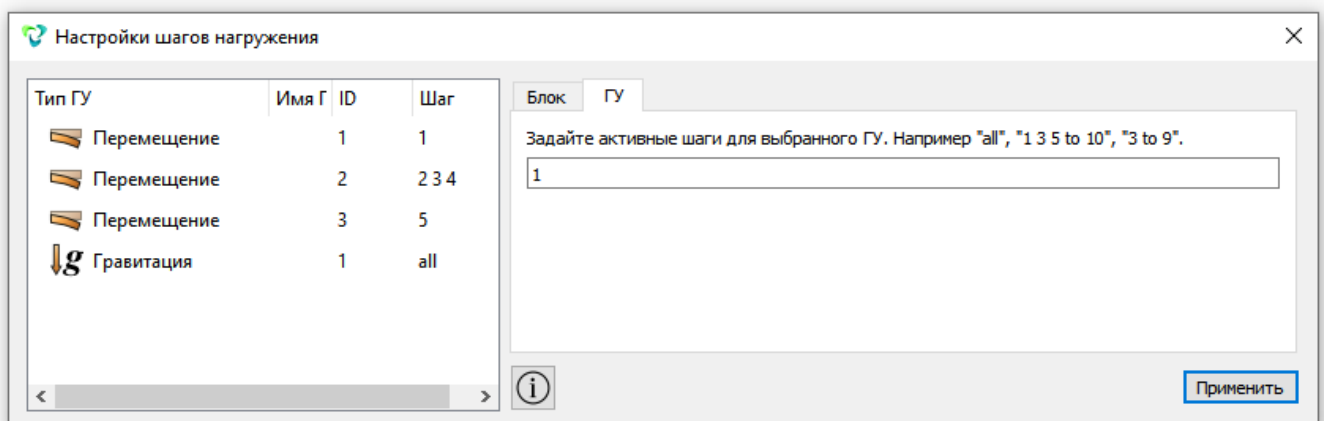 Настройки шагов нагружения
Тип ГУ Имя Г ID Шаг
Перемещение 1 1
Перемещение 2 2 3 4
Перемещение 3 5
g Гравитация 1 all
Блок ГУ
Задайте активные шаги для выбранного ГУ. Например "all", "1 3 5 to 10", "3 to 9".
1
i
Применить